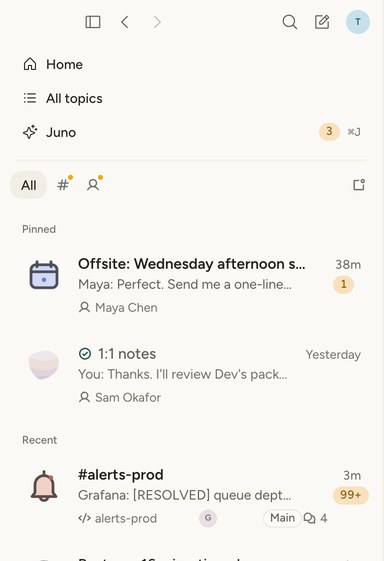 T
Home
All topics
Juno 3 ⌘J
All
Pinned
Offsite: Wednesday afternoon s... 38m
Maya: Perfect. Send me a one-line... 1
Maya Chen
1:1 notes Yesterday
You: Thanks. I'll review Dev's pack...
Sam Okafor
Recent
#alerts-prod 3m
Grafana: [RESOLVED] queue dept... 99+
alerts-prod G Main 4